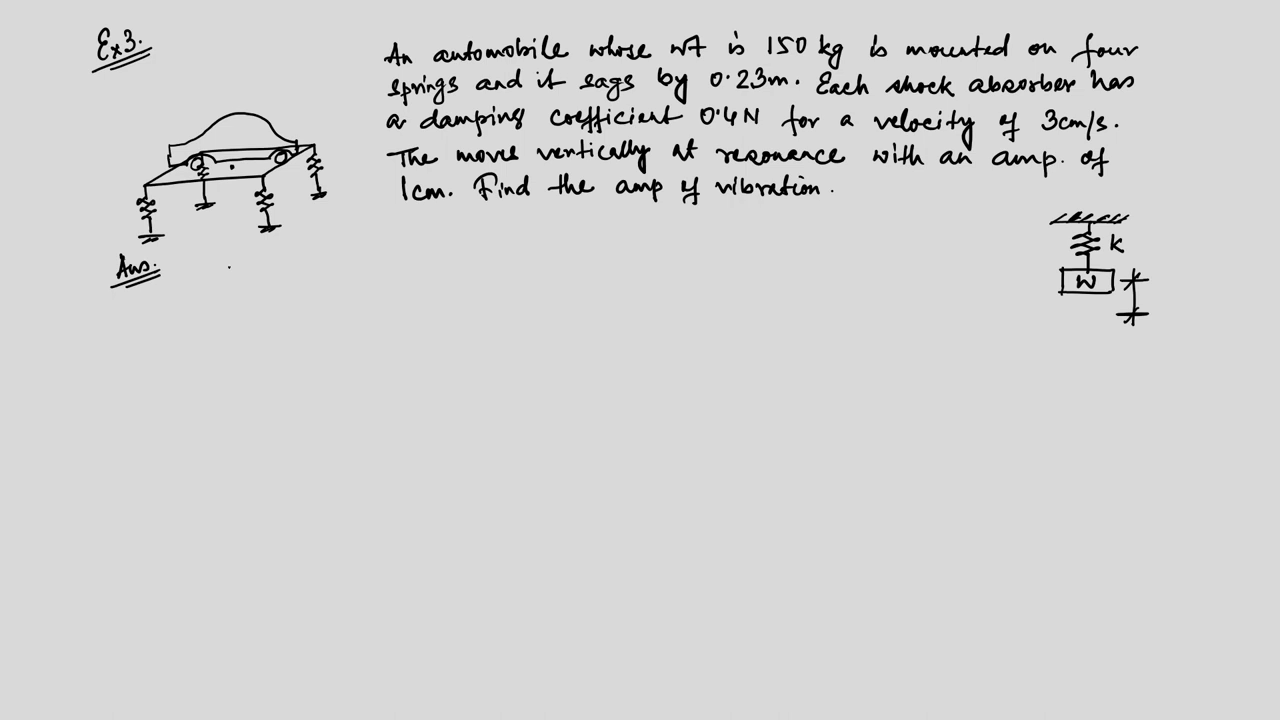 Ex3.
An automobile whose wt is 150 kg is mounted on four
springs and it sags by 0.23m. Each shock absorber has
a damping coefficient 0.4N for a velocity of 3cm/s.
The moves vertically at resonance with an amp. of
1cm. Find the amp of vibration.
K
W
Ans.